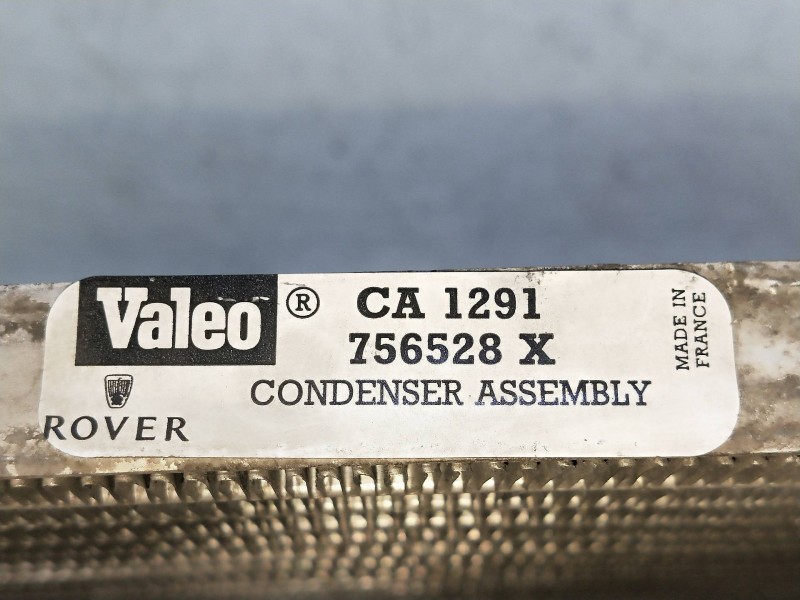 Valeo ® CA 1291
756528 X
CONDENSER ASSEMBLY
ROVER
MADE IN
FRANCE